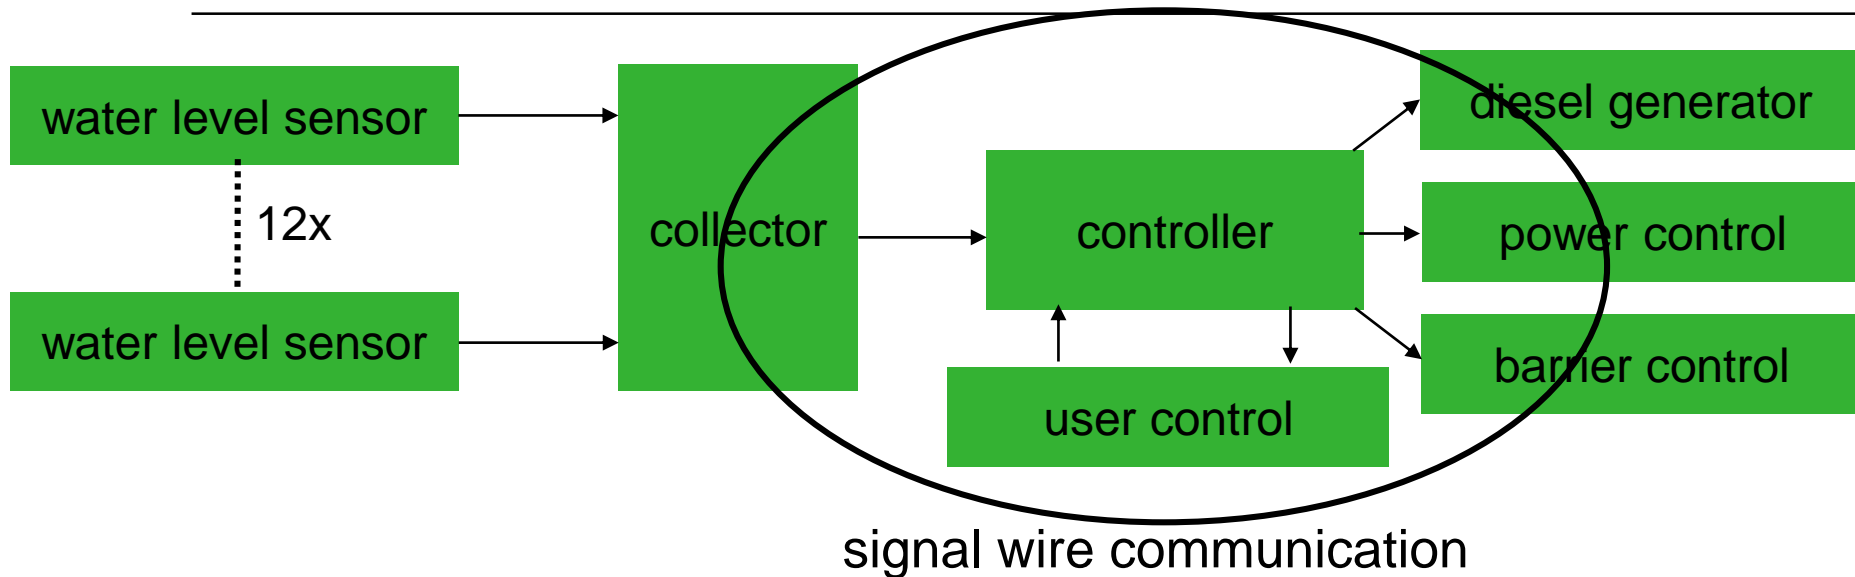 water level sensor
12x
water level sensor
collector
controller
user control
diesel generator
power control
barrier control
signal wire communication